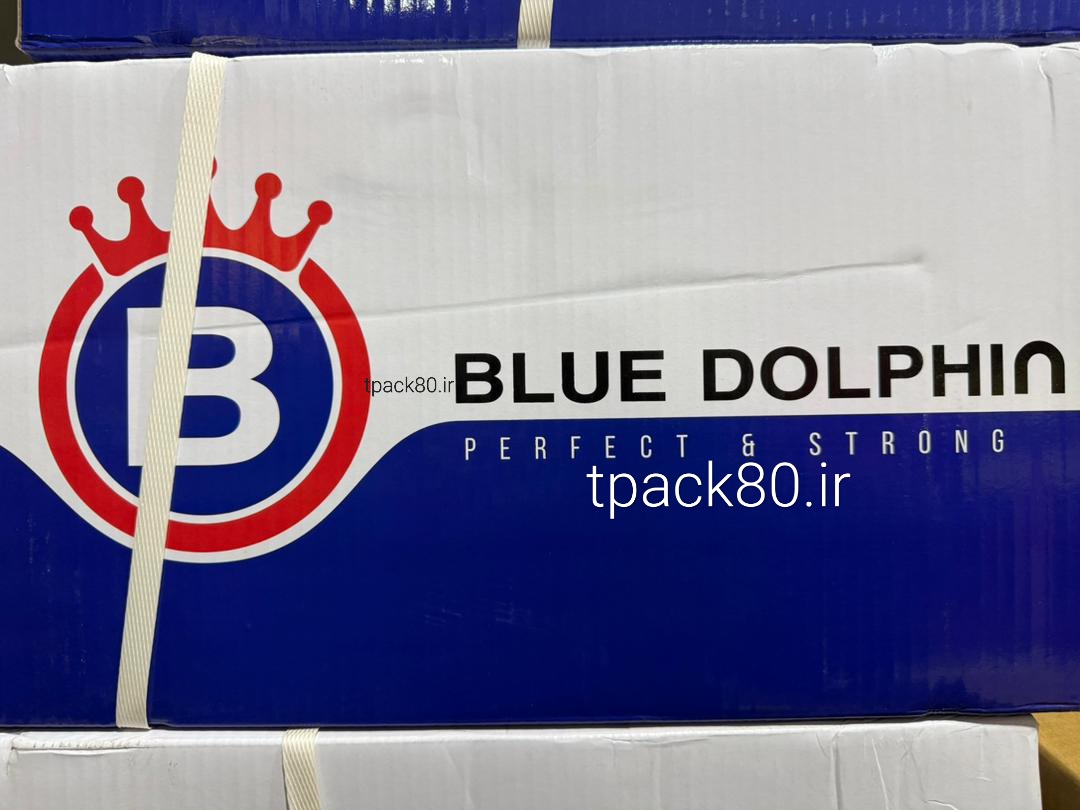 B
tpack80.ir
BLUE DOLPHIN
PERFECT & STRONG
tpack80.ir